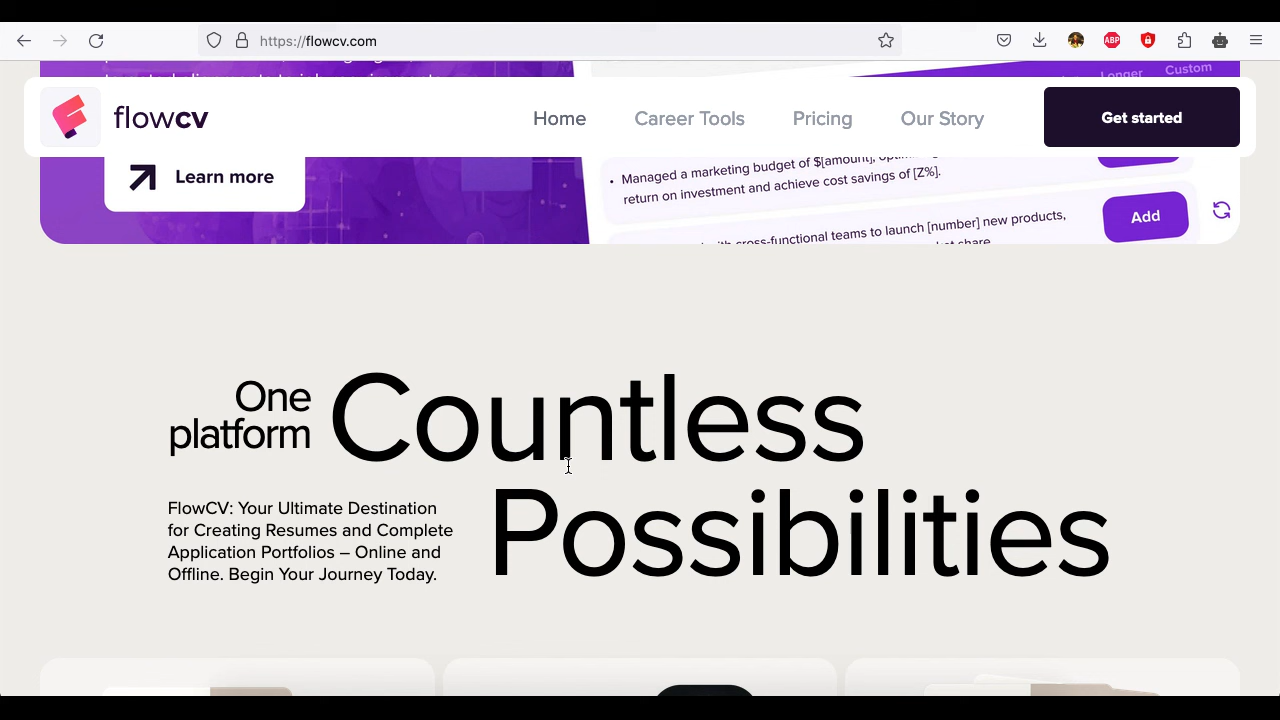 https://flowcv.com
ABP
Longer Custom
flowcv
Home Career Tools Pricing Our Story Get started
Learn more
Managed a marketing budget of $[amount],
return on investment and achieve cost savings of [Z%].
Add
cross-functional teams to launch [number] new products,
share
One
platform
Countless
Possibilities
FlowCV: Your Ultimate Destination
for Creating Resumes and Complete
Application Portfolios – Online and
Offline. Begin Your Journey Today.